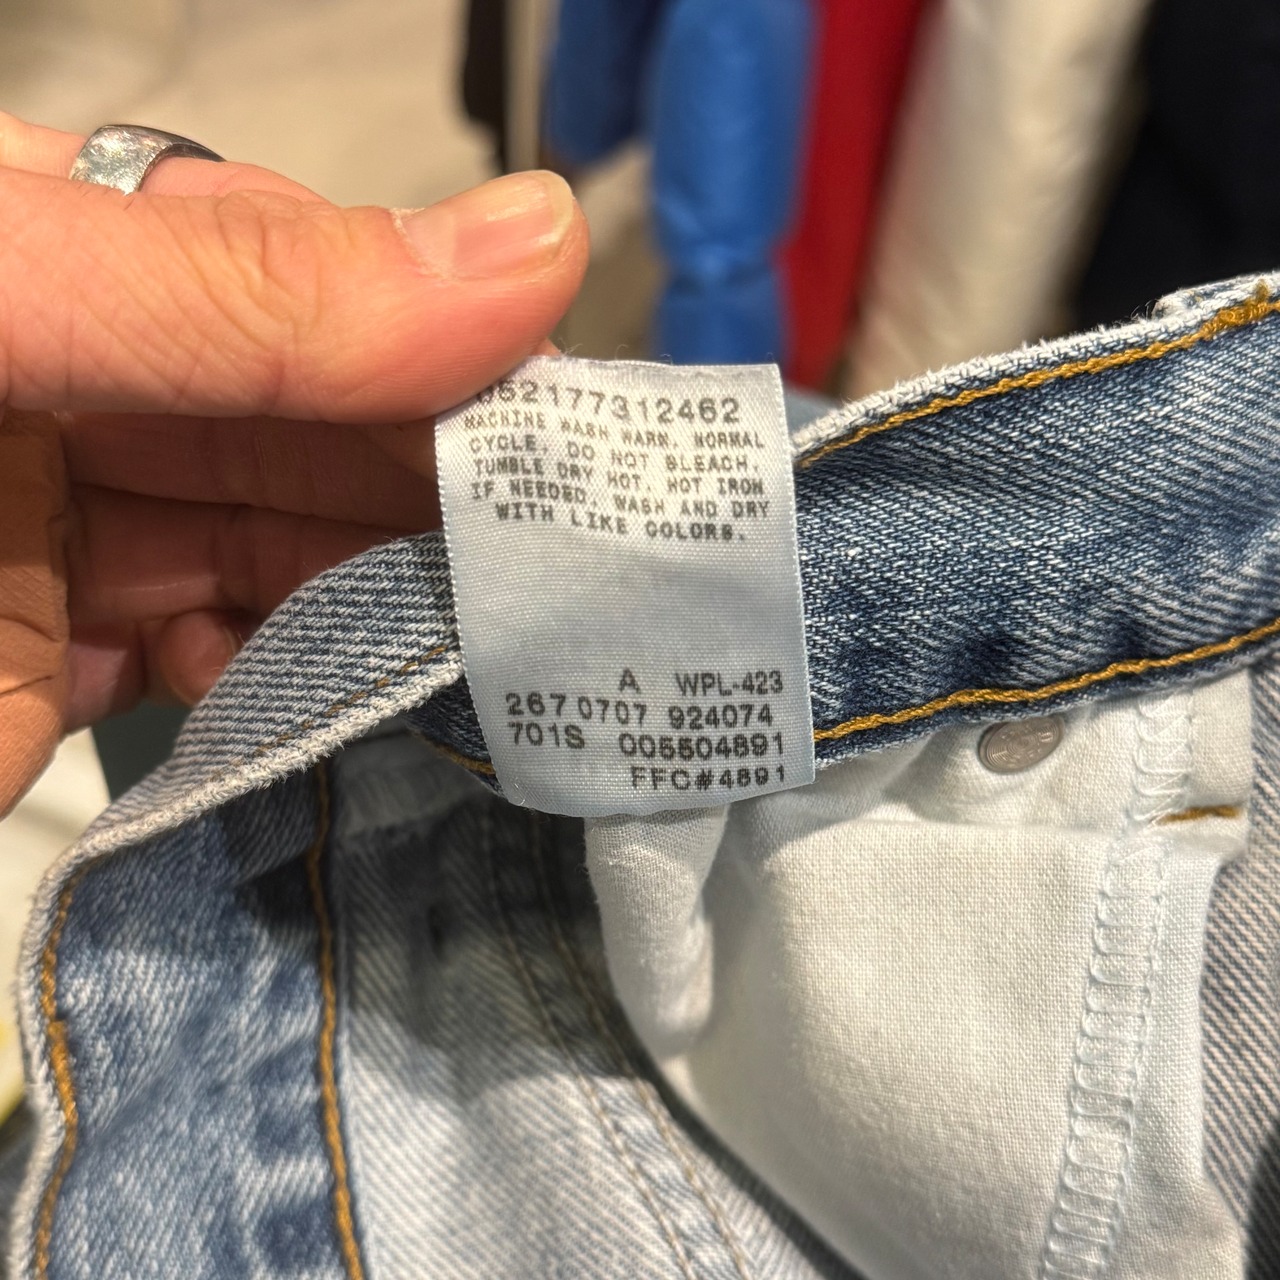 62177312462
MACHINE WASH WARM, NORMAL
CYCLE, DO NOT BLEACH,
TUMBLE DRY HOT, HOT IRON
IF NEEDED, WASH AND DRY
WITH LIKE COLORS.
A WPL-423
267 0707 924074
701S 005504891
FFC#4891